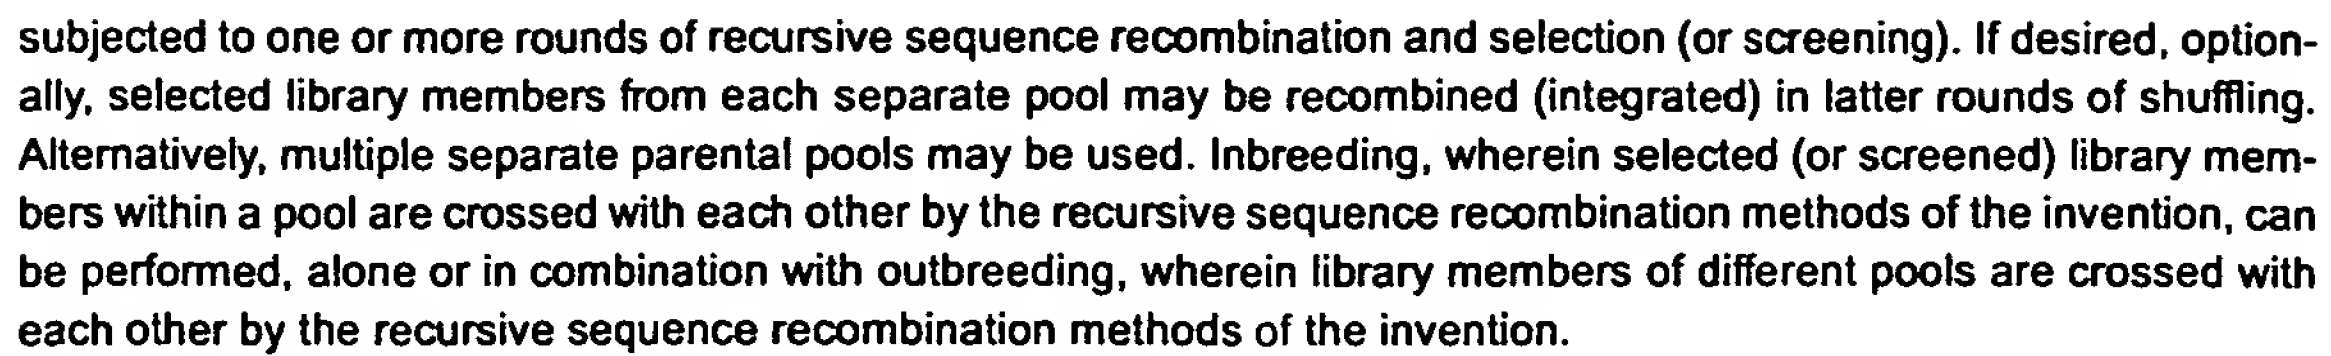 subjected to one or more rounds of recursive sequence recombination and selection (or screening). If desired, option-
ally, selected library members from each separate pool may be recombined (integrated) in latter rounds of shuffling.
Alternatively, multiple separate parental pools may be used. Inbreeding, wherein selected (or screened) library mem-
bers within a pool are crossed with each other by the recursive sequence recombination methods of the invention, can
be performed, alone or in combination with outbreeding, wherein library members of different pools are crossed with
each other by the recursive sequence recombination methods of the invention.